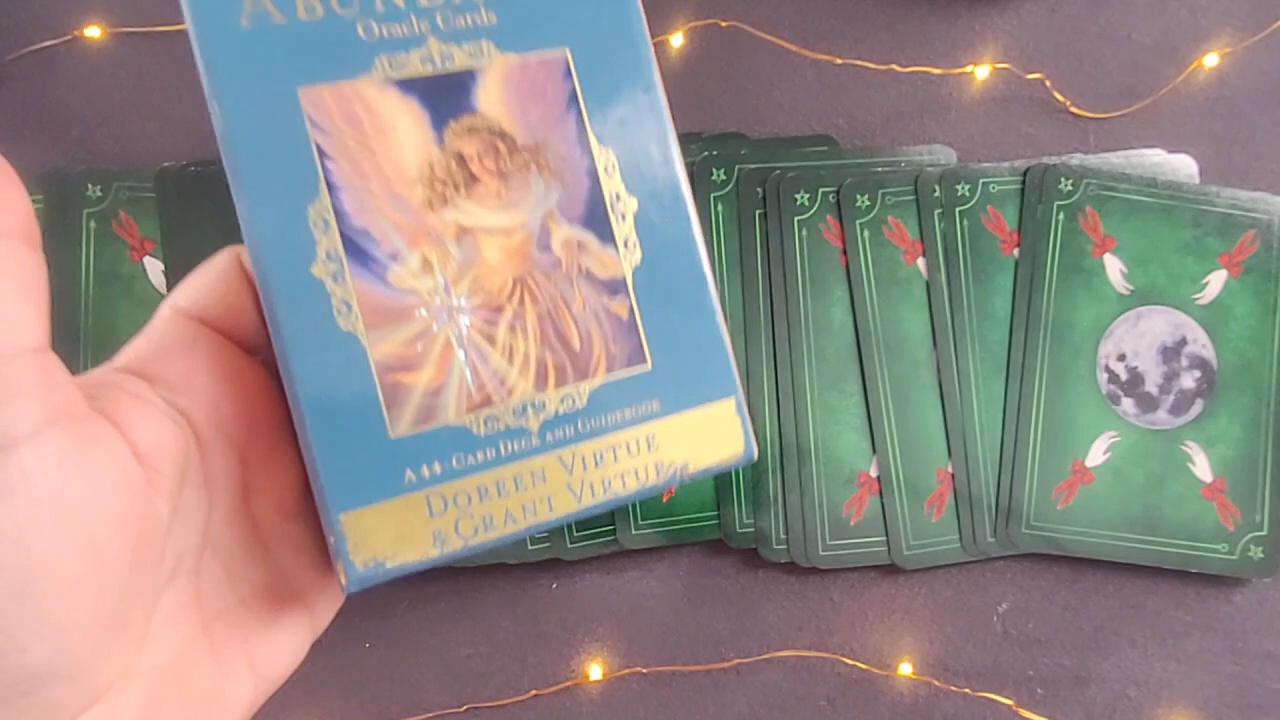 Oracle Cards
A 44-Card Deck and Guidebook
DOREEN VIRTUE
& GRANT VIRTUE